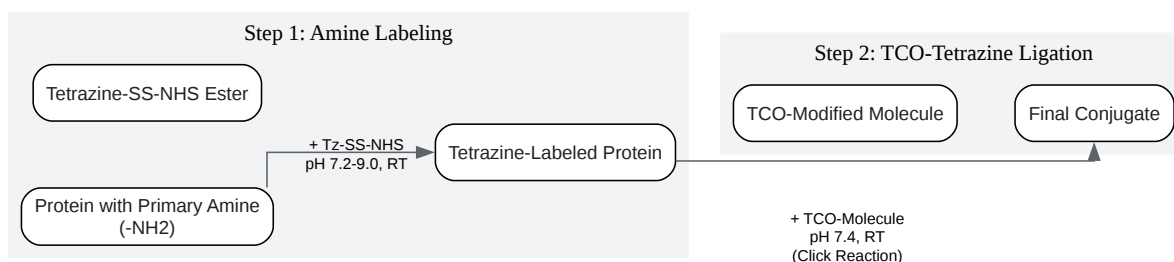 Step 1: Amine Labeling
Tetrazine-SS-NHS Ester
+ Tz-SS-NHS
pH 7.2-9.0, RT
Tetrazine-Labeled Protein
Protein with Primary Amine
(-NH2)
Step 2: TCO-Tetrazine Ligation
TCO-Modified Molecule
Final Conjugate
+ TCO-Molecule
pH 7.4, RT
(Click Reaction)